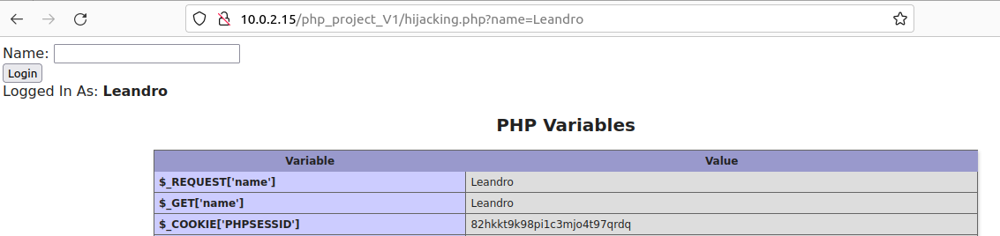 10.0.2.15/php_project_V1/hijacking.php?name=Leandro
Name:
Login
Logged In As: Leandro
PHP Variables
Variable Value
$_REQUEST['name'] Leandro
$_GET['name'] Leandro
$_COOKIE['PHPSESSID'] 82hkkt9k98pi1c3mjo4t97qrdq